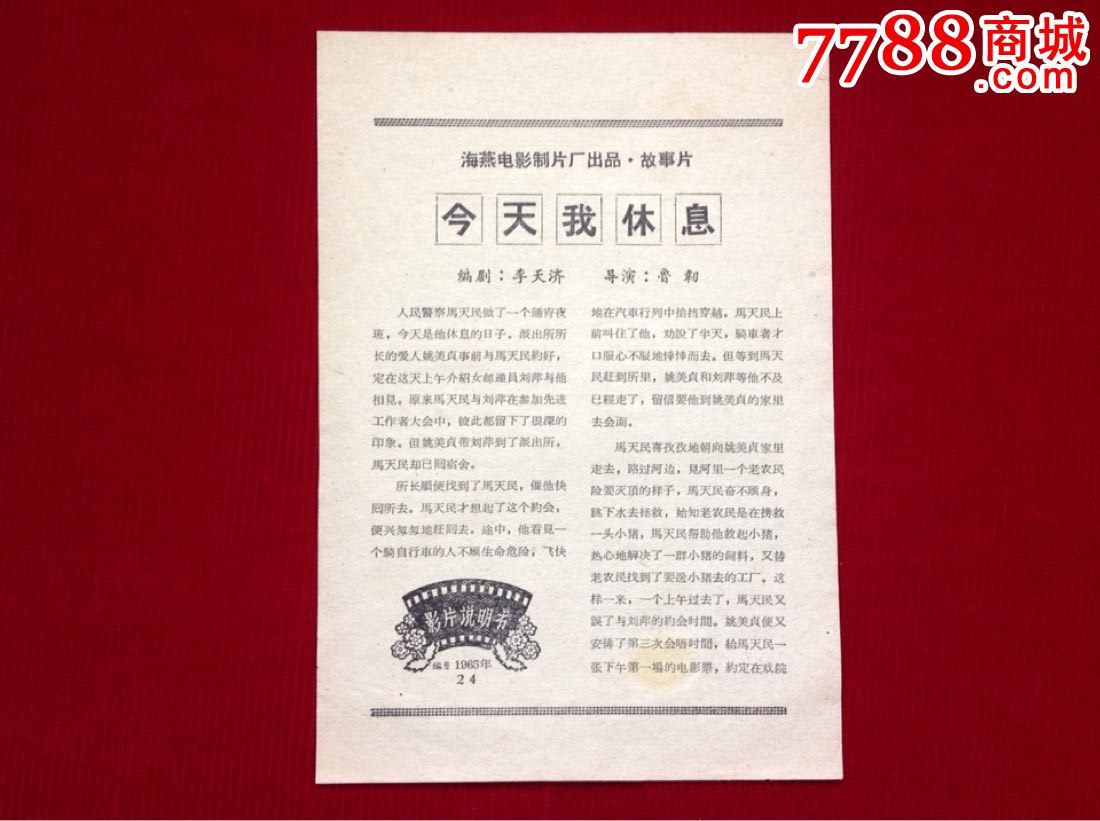 7788商城
.com
海燕电影制片厂出品·故事片
今天我休息
编剧：李天济 导演：鲁韧
人民警察馬天民做了一个通宵夜
班，今天是他休息的日子。派出所所
长的爱人姚美貞事前与馬天民約好，
定在这天上午介紹女邮递員刘萍与他
相見。原来馬天民与刘萍在参加先进
工作者大会中，彼此都留下了很深的
印象。但姚美貞带刘萍到了派出所，
馬天民却已囘宿舍。
所长順便找到了馬天民，催他快
囘所去。馬天民才想起了这个約会，
便兴匆匆地赶囘去。途中，他看見一
个騎自行車的人不顾生命危险，飞快
影片说明书
編号 1965年
24
地在汽車行列中抢挡穿越。馬天民上
前叫住了他，劝說了半天，騎車者才
口服心不服地悻悻而去。但等到馬天
民赶到所里，姚美貞和刘萍等他不及
已經走了，留信要他到姚美貞的家里
去会面。
馬天民喜孜孜地朝向姚美貞家里
走去，路过河边，見河里一个老农民
险要灭頂的样子，馬天民奋不顾身，
跳下水去拯救，始知老农民是在搀救
一头小猪，馬天民帮助他救起小猪，
热心地解决了一群小猪的飼料，又替
老农民找到了要送小猪去的工厂。这
样一来，一个上午过去了，馬天民又
誤了与刘萍的約会时間。姚美貞便又
安排了第三次会晤时間，給馬天民一
张下午第一場的电影票，約定在戏院